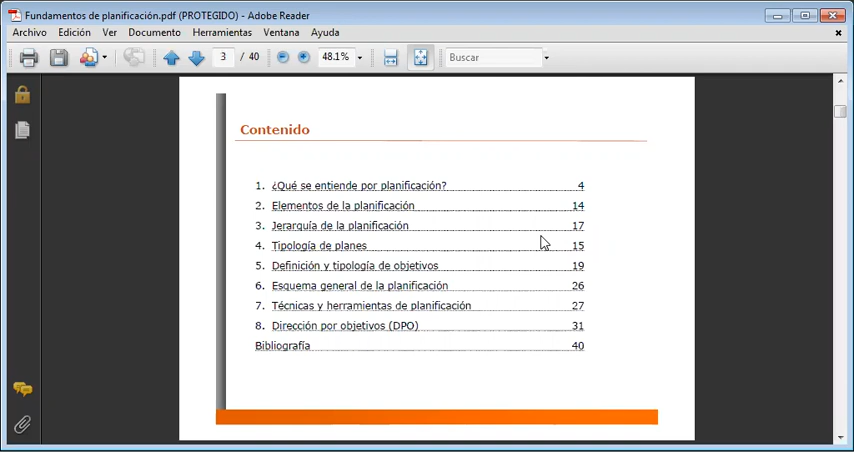 Fundamentos de planificación.pdf (PROTEGIDO) - Adobe Reader
Archivo Edición Ver Documento Herramientas Ventana Ayuda
3 / 40 48.1% Buscar
Contenido
1. ¿Qué se entiende por planificación? 4
2. Elementos de la planificación 14
3. Jerarquía de la planificación 17
4. Tipología de planes 15
5. Definición y tipología de objetivos 19
6. Esquema general de la planificación 26
7. Técnicas y herramientas de planificación 27
8. Dirección por objetivos (DPO) 31
Bibliografía 40